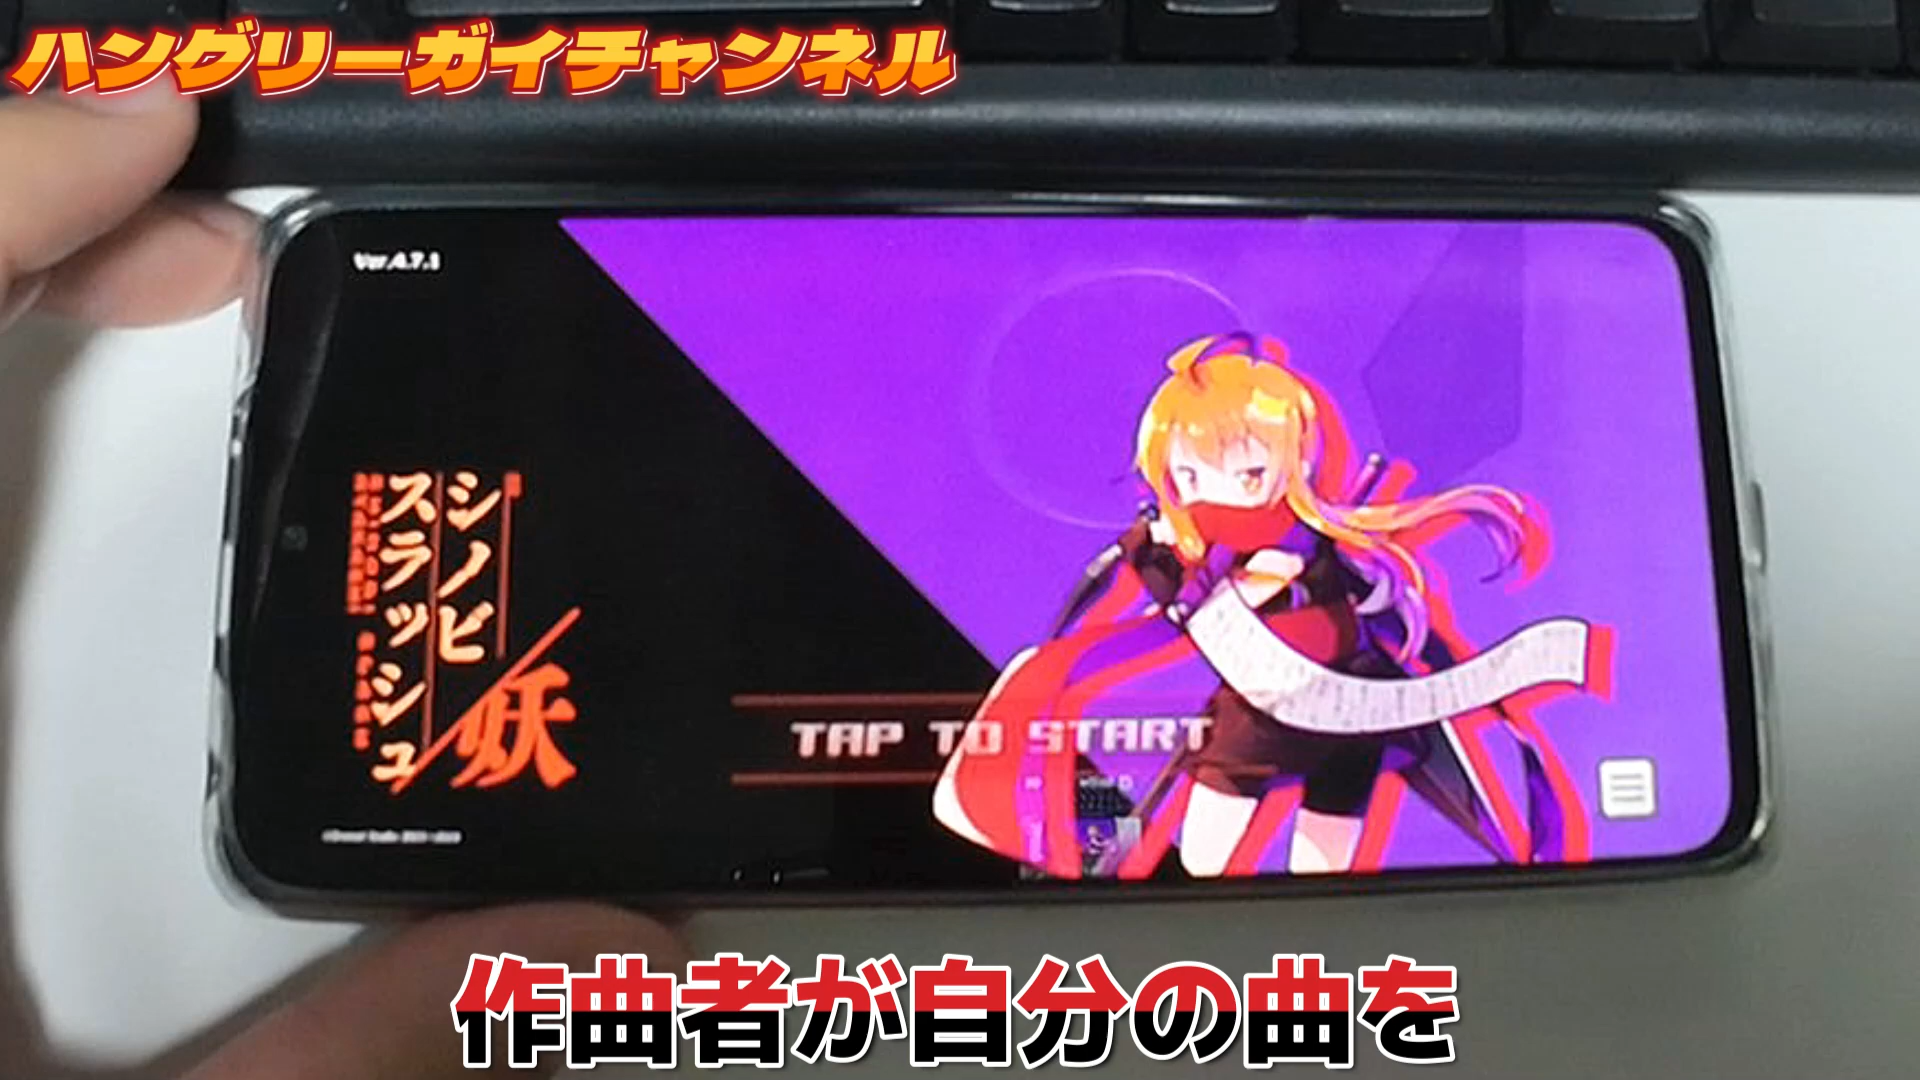 ハングリーガイチャンネル
Ver.4.7.1
シノビ
スラッシュ
妖
TAP TO START
作曲者が自分の曲を